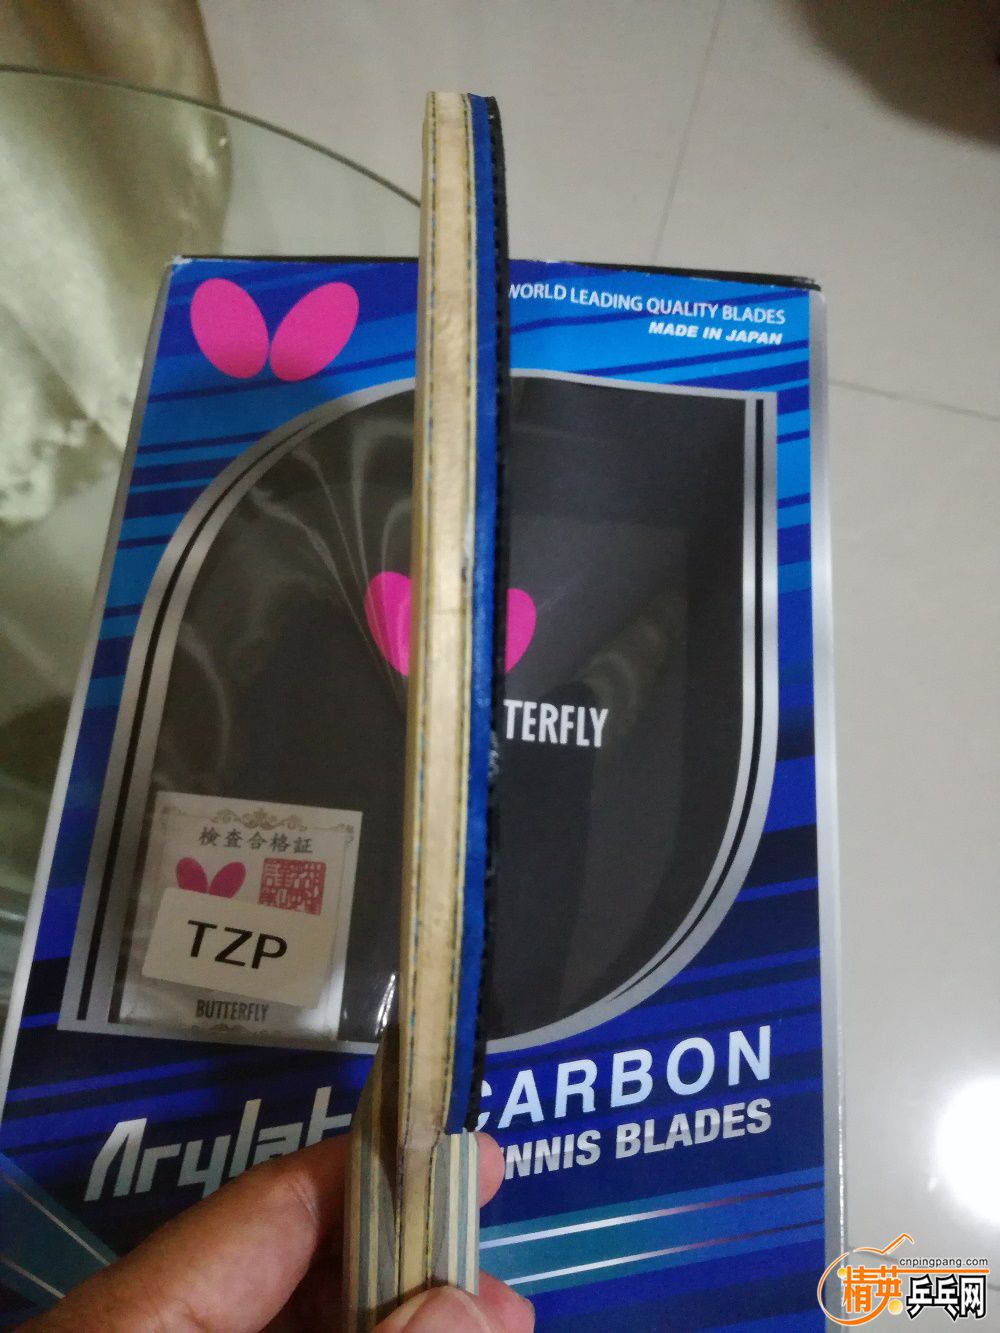 WORLD LEADING QUALITY BLADES
MADE IN JAPAN
TERFLY
検査合格証
TZP
BUTTERFLY
Arylat CARBON
NNIS BLADES
cnpingpang.com
精英乒乓网